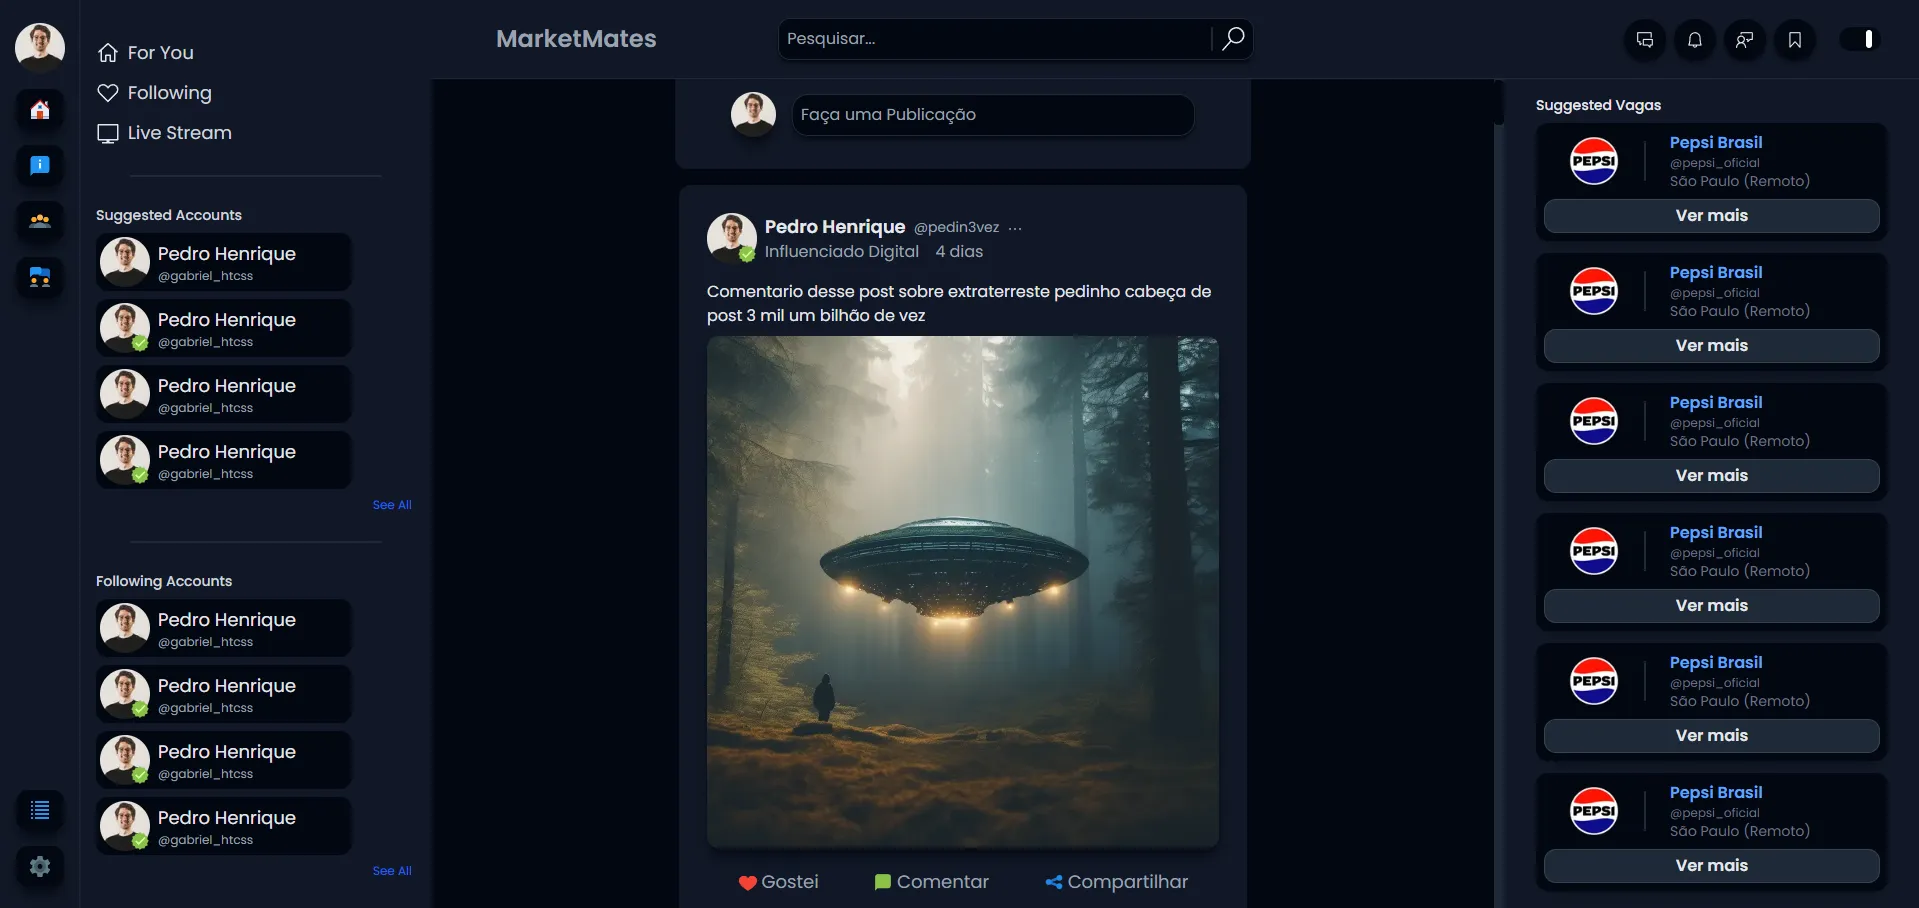 MarketMates
Pesquisar...
For You
Following
Live Stream
Suggested Accounts
Pedro Henrique
@gabriel_htcss
Pedro Henrique
@gabriel_htcss
Pedro Henrique
@gabriel_htcss
Pedro Henrique
@gabriel_htcss
See All
Following Accounts
Pedro Henrique
@gabriel_htcss
Pedro Henrique
@gabriel_htcss
Pedro Henrique
@gabriel_htcss
Pedro Henrique
@gabriel_htcss
See All
Faça uma Publicação
Pedro Henrique @pedin3vez ...
Influenciado Digital 4 dias
Comentario desse post sobre extraterreste pedinho cabeça de
post 3 mil um bilhão de vez
Gostei Comentar Compartilhar
Suggested Vagas
PEPSI
Pepsi Brasil
@pepsi_oficial
São Paulo (Remoto)
Ver mais
PEPSI
Pepsi Brasil
@pepsi_oficial
São Paulo (Remoto)
Ver mais
PEPSI
Pepsi Brasil
@pepsi_oficial
São Paulo (Remoto)
Ver mais
PEPSI
Pepsi Brasil
@pepsi_oficial
São Paulo (Remoto)
Ver mais
PEPSI
Pepsi Brasil
@pepsi_oficial
São Paulo (Remoto)
Ver mais
PEPSI
Pepsi Brasil
@pepsi_oficial
São Paulo (Remoto)
Ver mais